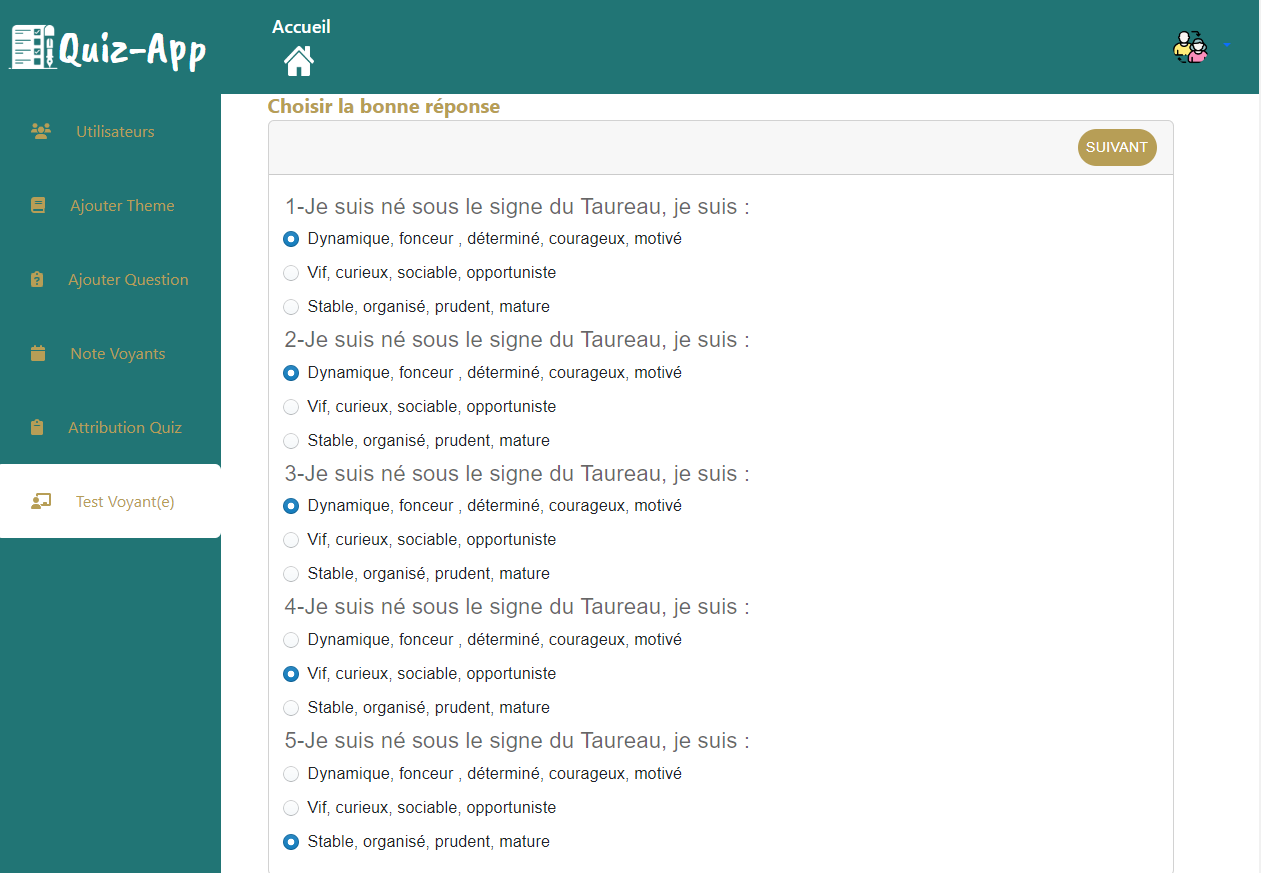 Quiz-App
Accueil
Utilisateurs
Ajouter Theme
Ajouter Question
Note Voyants
Attribution Quiz
Test Voyant(e)
Choisir la bonne réponse
SUIVANT
1-Je suis né sous le signe du Taureau, je suis :
Dynamique, fonceur , déterminé, courageux, motivé
Vif, curieux, sociable, opportuniste
Stable, organisé, prudent, mature
2-Je suis né sous le signe du Taureau, je suis :
Dynamique, fonceur , déterminé, courageux, motivé
Vif, curieux, sociable, opportuniste
Stable, organisé, prudent, mature
3-Je suis né sous le signe du Taureau, je suis :
Dynamique, fonceur , déterminé, courageux, motivé
Vif, curieux, sociable, opportuniste
Stable, organisé, prudent, mature
4-Je suis né sous le signe du Taureau, je suis :
Dynamique, fonceur , déterminé, courageux, motivé
Vif, curieux, sociable, opportuniste
Stable, organisé, prudent, mature
5-Je suis né sous le signe du Taureau, je suis :
Dynamique, fonceur , déterminé, courageux, motivé
Vif, curieux, sociable, opportuniste
Stable, organisé, prudent, mature